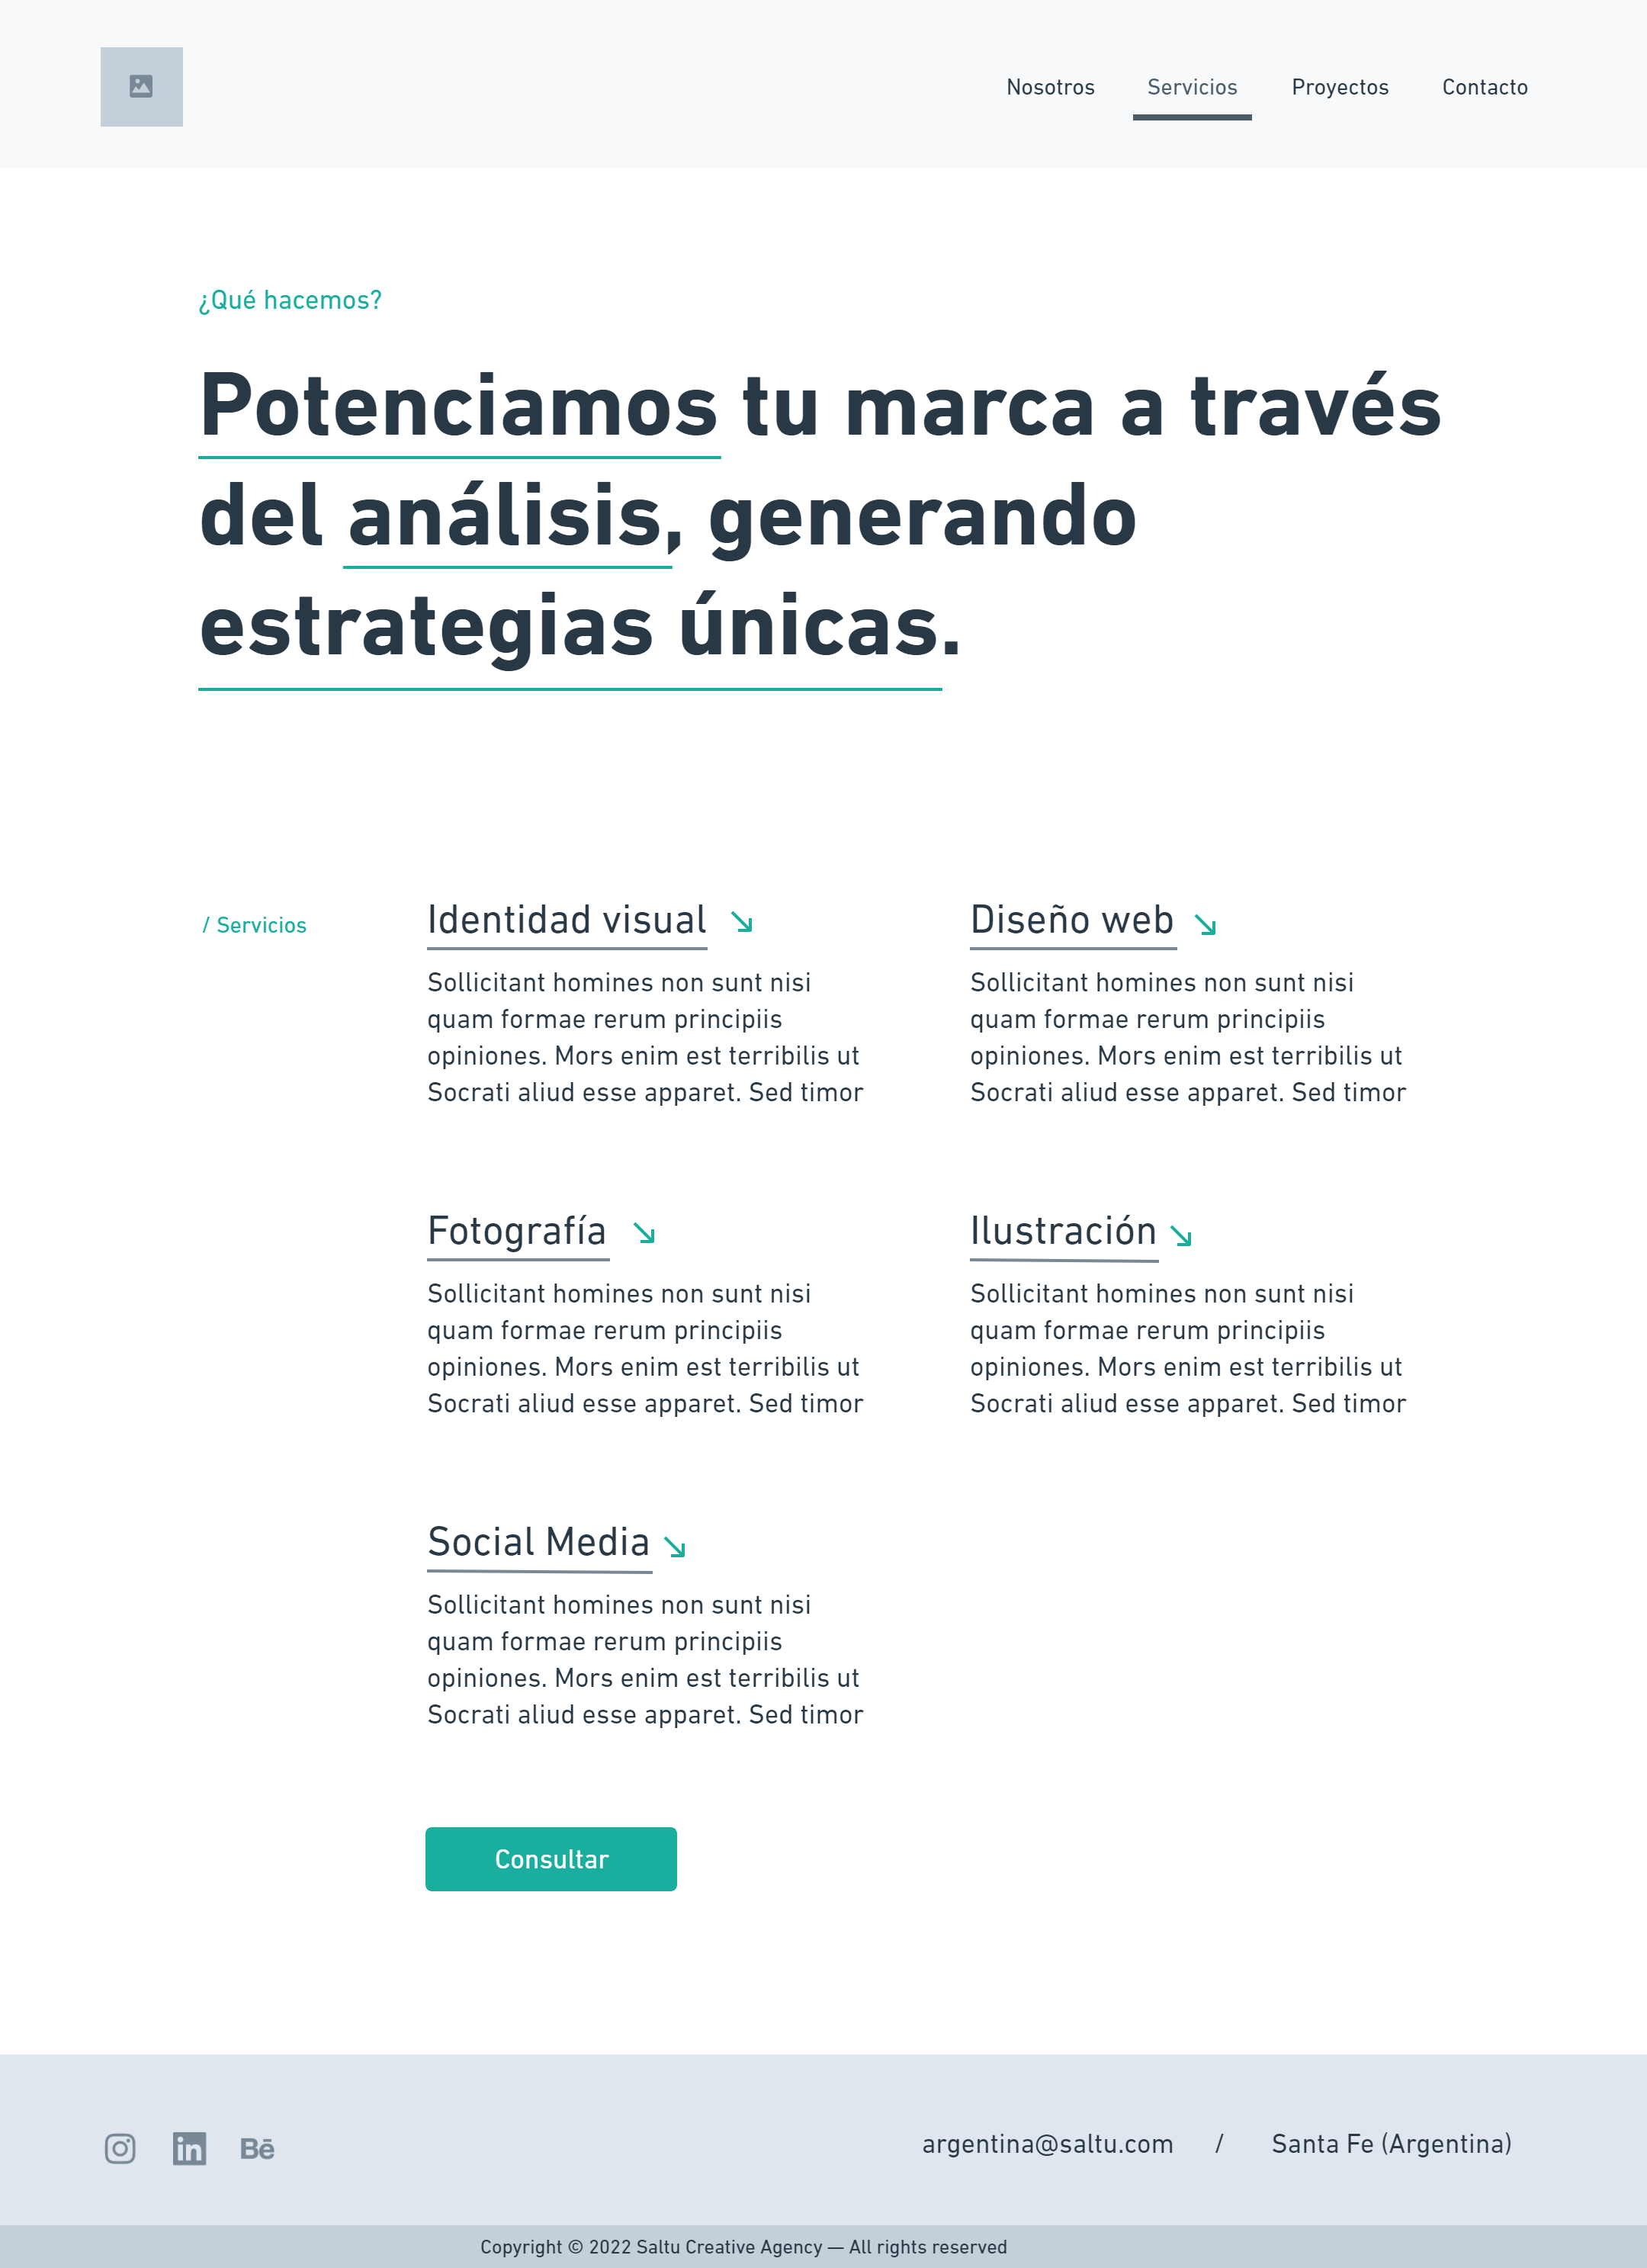 Nosotros Servicios Proyectos Contacto
¿Qué hacemos?
Potenciamos tu marca a través
del análisis, generando
estrategias únicas.
/ Servicios
Identidad visual
Sollicitant homines non sunt nisi
quam formae rerum principiis
opiniones. Mors enim est terribilis ut
Socrati aliud esse apparet. Sed timor
Diseño web
Sollicitant homines non sunt nisi
quam formae rerum principiis
opiniones. Mors enim est terribilis ut
Socrati aliud esse apparet. Sed timor
Fotografía
Sollicitant homines non sunt nisi
quam formae rerum principiis
opiniones. Mors enim est terribilis ut
Socrati aliud esse apparet. Sed timor
Ilustración
Sollicitant homines non sunt nisi
quam formae rerum principiis
opiniones. Mors enim est terribilis ut
Socrati aliud esse apparet. Sed timor
Social Media
Sollicitant homines non sunt nisi
quam formae rerum principiis
opiniones. Mors enim est terribilis ut
Socrati aliud esse apparet. Sed timor
Consultar
in Bē
argentina@saltu.com / Santa Fe (Argentina)
Copyright © 2022 Saltu Creative Agency — All rights reserved